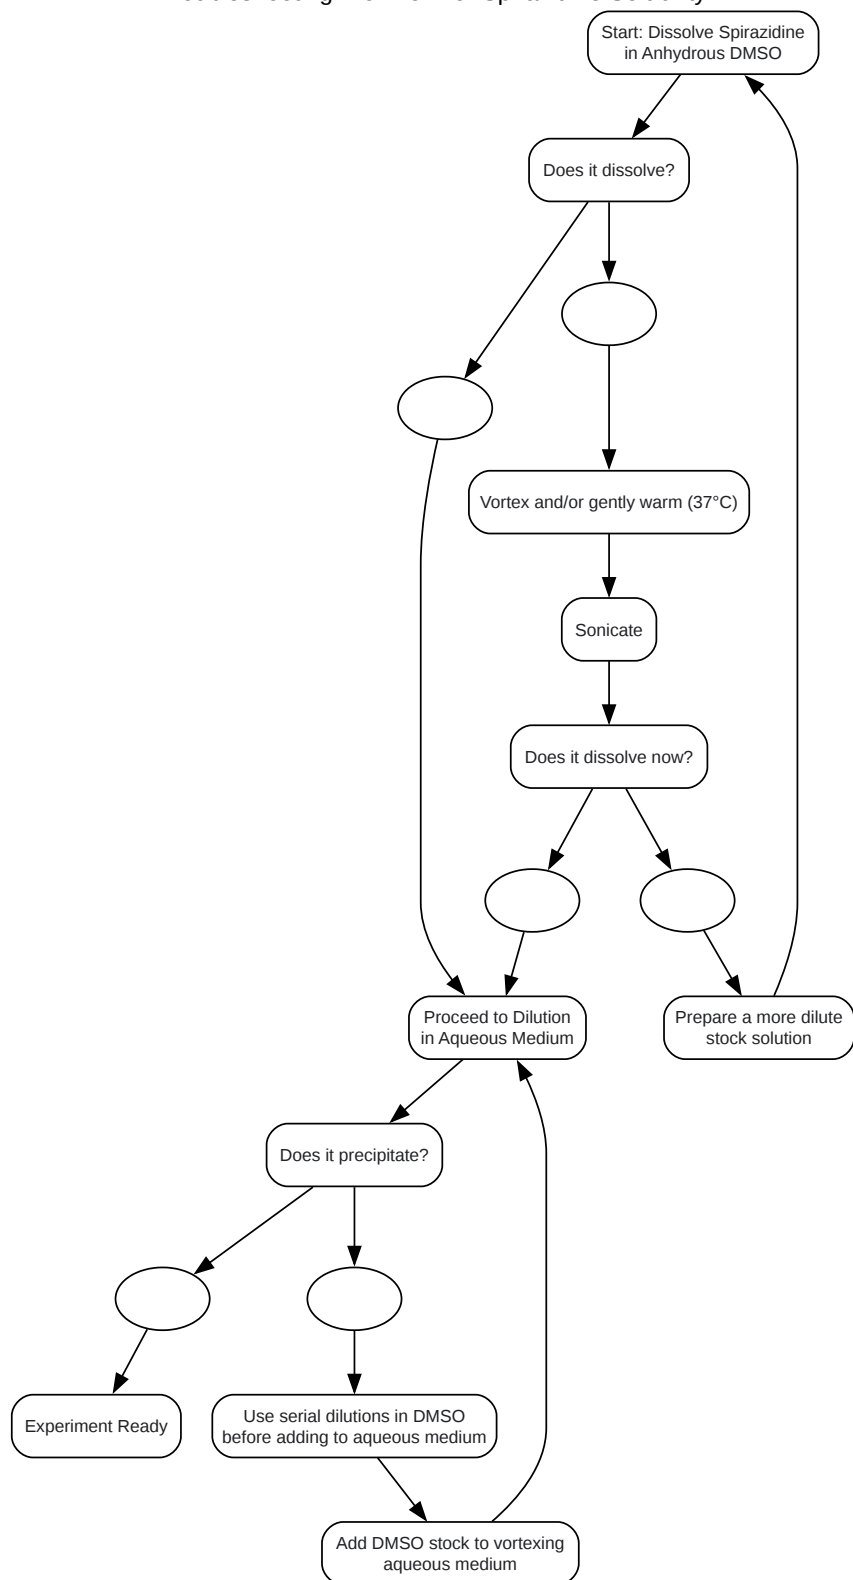 Start: Dissolve Spirazidine
in Anhydrous DMSO
Does it dissolve?
Vortex and/or gently warm (37°C)
Sonicate
Does it dissolve now?
Proceed to Dilution
in Aqueous Medium
Prepare a more dilute
stock solution
Does it precipitate?
Experiment Ready
Use serial dilutions in DMSO
before adding to aqueous medium
Add DMSO stock to vortexing
aqueous medium